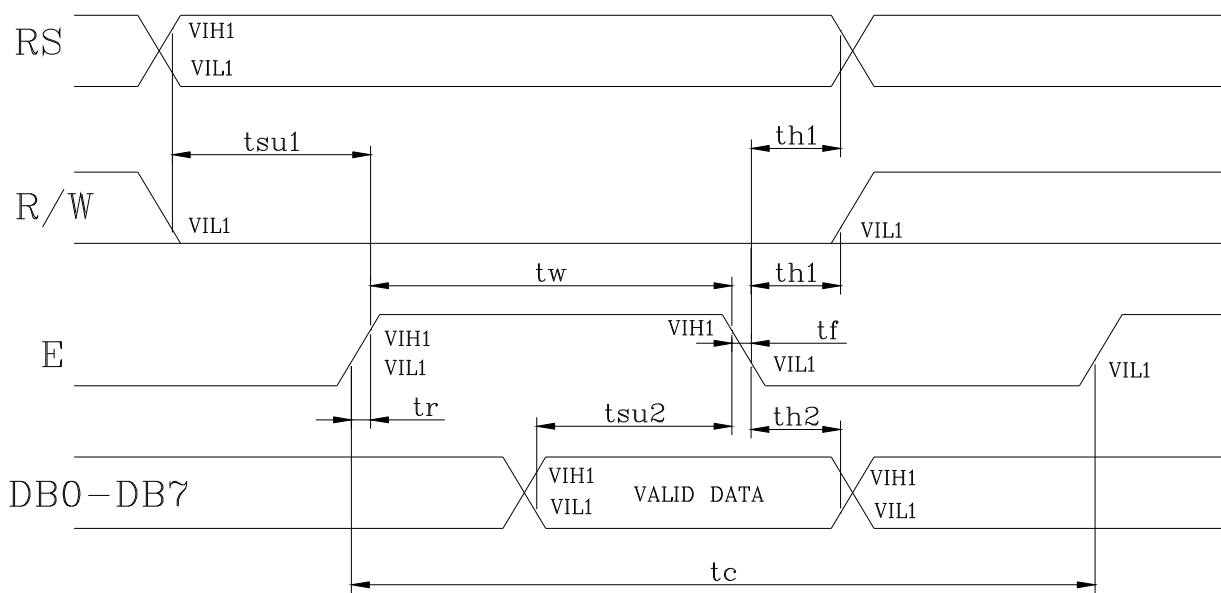 RS
VIH1
VIL1
tsu1
th1
R/W
VIL1
VIL1
tw
th1
E
VIH1
VIL1
VIH1
tf
VIL1
VIL1
tr
tsu2
th2
DB0-DB7
VIH1
VIL1
VALID DATA
VIH1
VIL1
tc